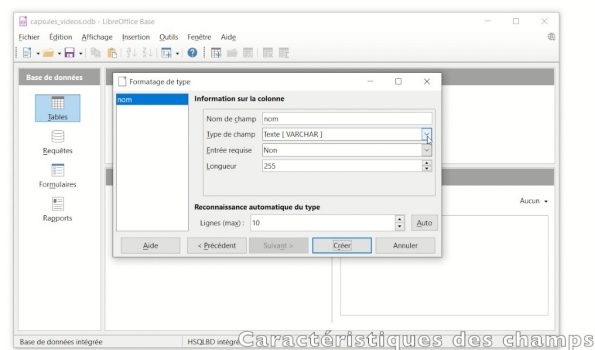 capsules_videos.odb - LibreOffice Base
Fichier Édition Affichage Insertion Outils Fenêtre Aide
Base de données
Tables
Requêtes
Formulaires
Rapports
Formatage de type
nom
Information sur la colonne
Nom de champ nom
Type de champ Texte [ VARCHAR ]
Entrée requise Non
Longueur 255
Reconnaissance automatique du type
Lignes (max) : 10 Auto
Aide < Précédent Suivant > Créer Annuler
Aucun
Base de données intégrée HSQLBD intégré
Caractéristiques des champs